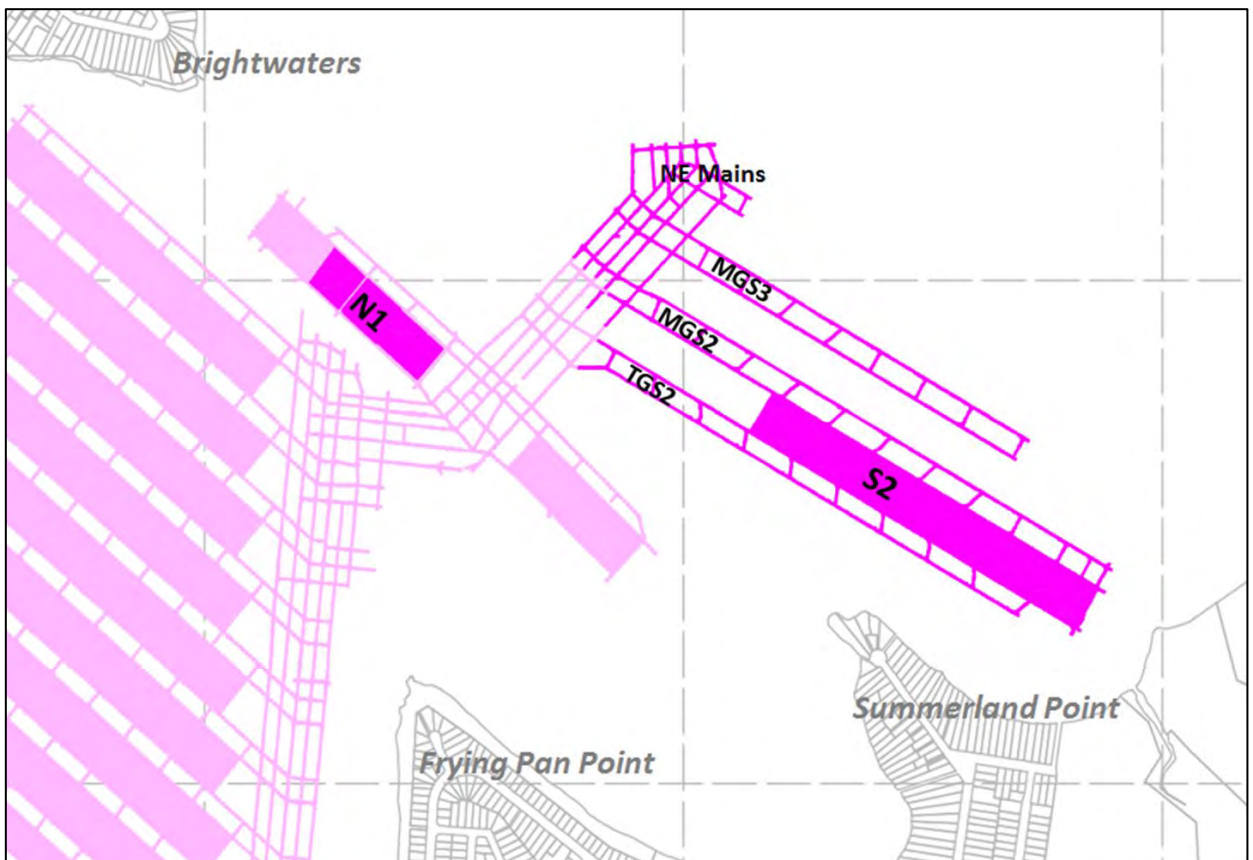 Brightwaters
NE Mains
MGS3
N1
MGS2
TGS2
S2
Summerland Point
Frying Pan Point